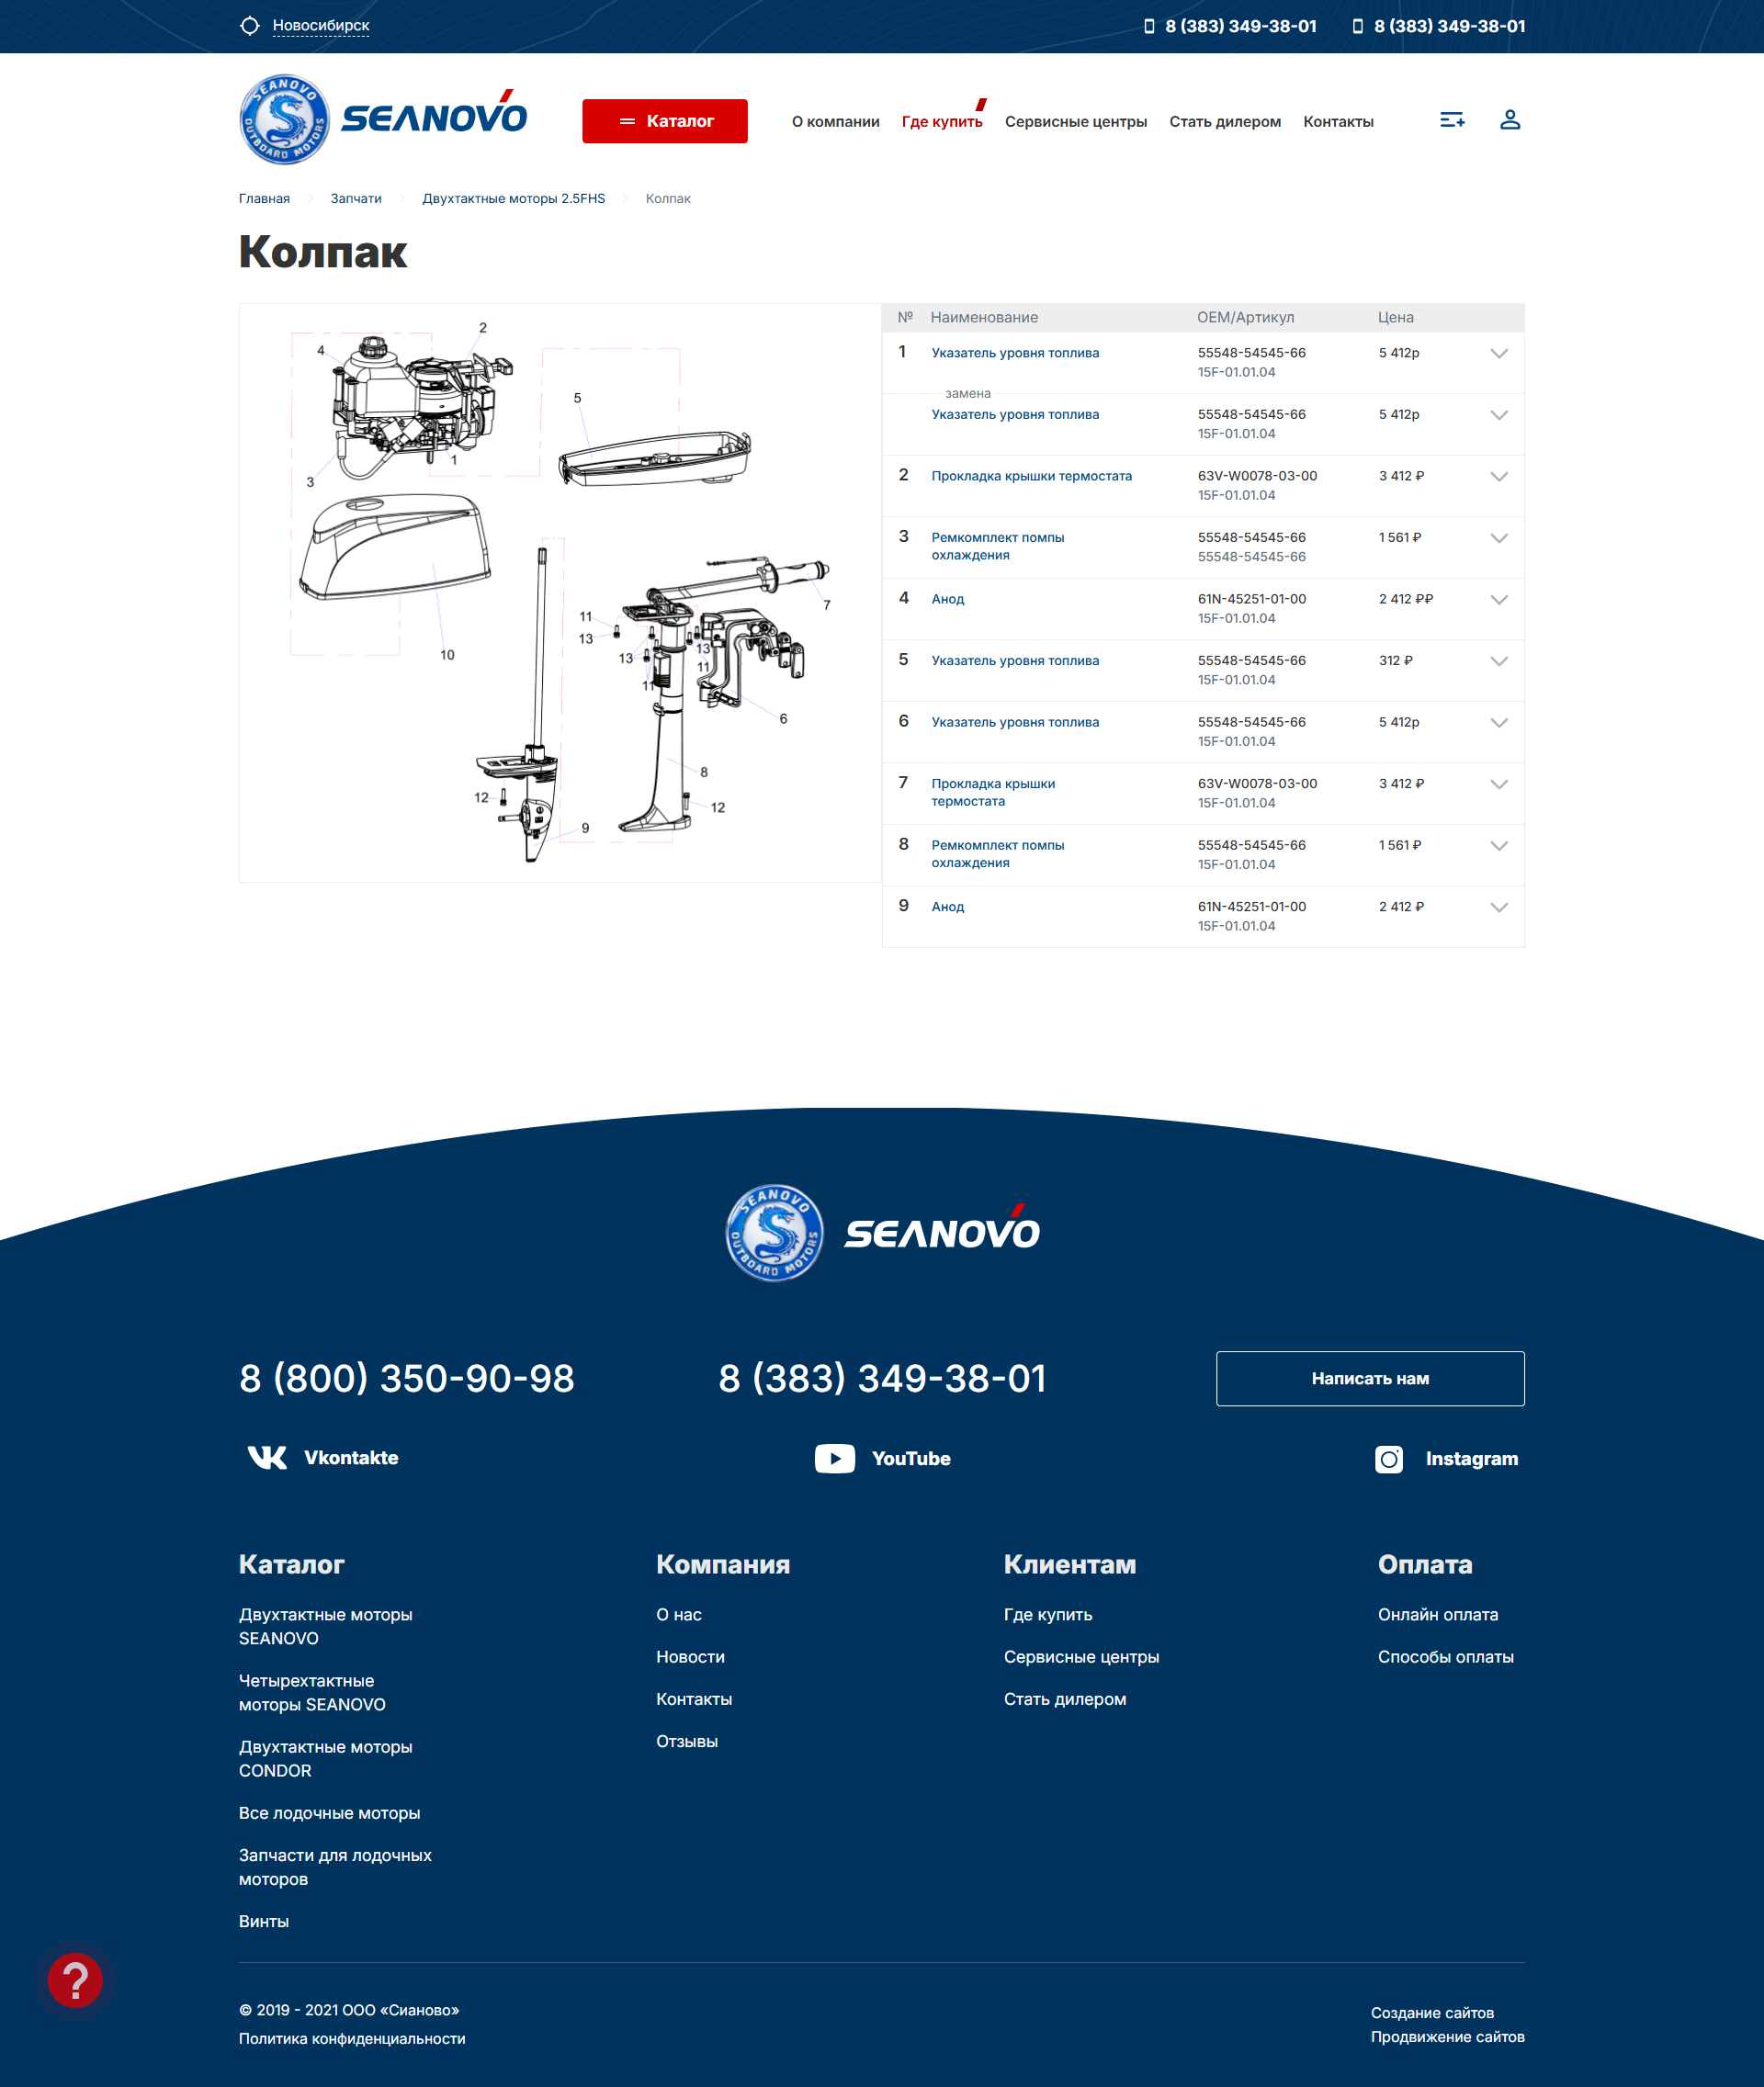 Новосибирск
8 (383) 349-38-01
8 (383) 349-38-01
SEANOVO
OUTBOARD MOTORS
SEANOVO
Каталог
О компании
Где купить
Сервисные центры
Стать дилером
Контакты
Главная
Запчати
Двухтактные моторы 2.5FHS
Колпак
Колпак
2
4
5
1
3
10
7
11
13
13
13
11
11
6
8
12
12
9
№ Наименование OEM/Артикул Цена
1 Указатель уровня топлива 55548-54545-66 5 412р
15F-01.01.04
замена
Указатель уровня топлива 55548-54545-66 5 412р
15F-01.01.04
2 Прокладка крышки термостата 63V-W0078-03-00 3 412 ₽
15F-01.01.04
3 Ремкомплект помпы 55548-54545-66 1 561 ₽
охлаждения 55548-54545-66
4 Анод 61N-45251-01-00 2 412 ₽₽
15F-01.01.04
5 Указатель уровня топлива 55548-54545-66 312 ₽
15F-01.01.04
6 Указатель уровня топлива 55548-54545-66 5 412р
15F-01.01.04
7 Прокладка крышки 63V-W0078-03-00 3 412 ₽
термостата 15F-01.01.04
8 Ремкомплект помпы 55548-54545-66 1 561 ₽
охлаждения 15F-01.01.04
9 Анод 61N-45251-01-00 2 412 ₽
15F-01.01.04
SEANOVO
OUTBOARD MOTORS
SEANOVO
8 (800) 350-90-98
8 (383) 349-38-01
Написать нам
Vkontakte
YouTube
Instagram
Каталог
Двухтактные моторы
SEANOVO
Четырехтактные
моторы SEANOVO
Двухтактные моторы
CONDOR
Все лодочные моторы
Запчасти для лодочных
моторов
Винты
Компания
О нас
Новости
Контакты
Отзывы
Клиентам
Где купить
Сервисные центры
Стать дилером
Оплата
Онлайн оплата
Способы оплаты
?
© 2019 - 2021 ООО «Сианово»
Политика конфиденциальности
Создание сайтов
Продвижение сайтов